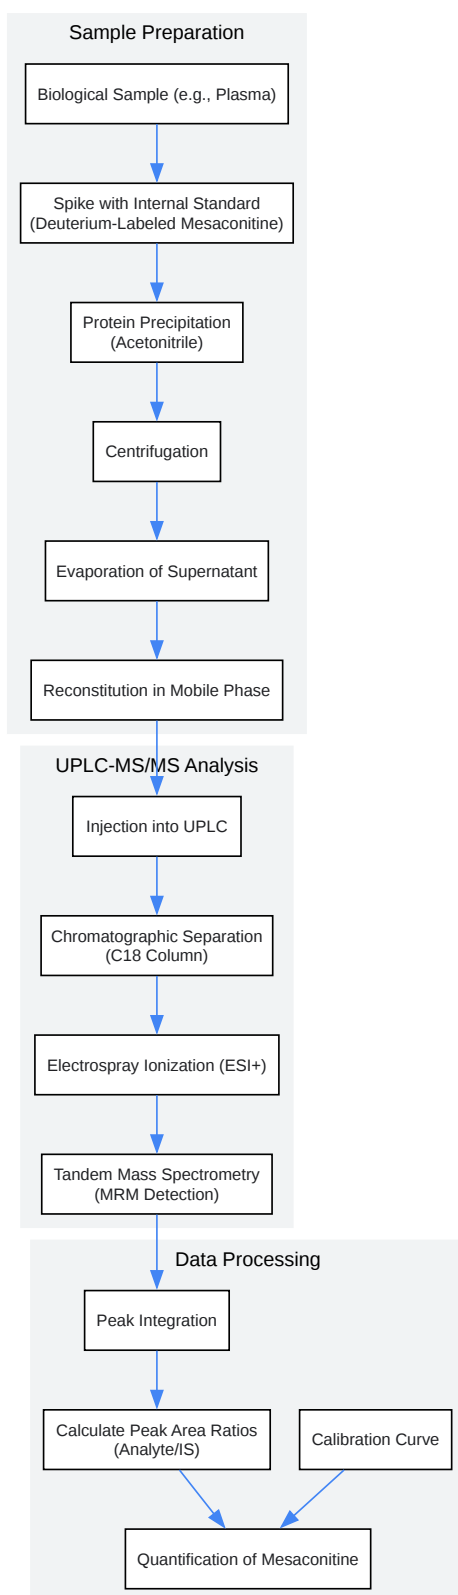 Sample Preparation
Biological Sample (e.g., Plasma)
Spike with Internal Standard
(Deuterium-Labeled Mesaconitine)
Protein Precipitation
(Acetonitrile)
Centrifugation
Evaporation of Supernatant
Reconstitution in Mobile Phase
UPLC-MS/MS Analysis
Injection into UPLC
Chromatographic Separation
(C18 Column)
Electrospray Ionization (ESI+)
Tandem Mass Spectrometry
(MRM Detection)
Data Processing
Peak Integration
Calculate Peak Area Ratios
(Analyte/IS)
Calibration Curve
Quantification of Mesaconitine